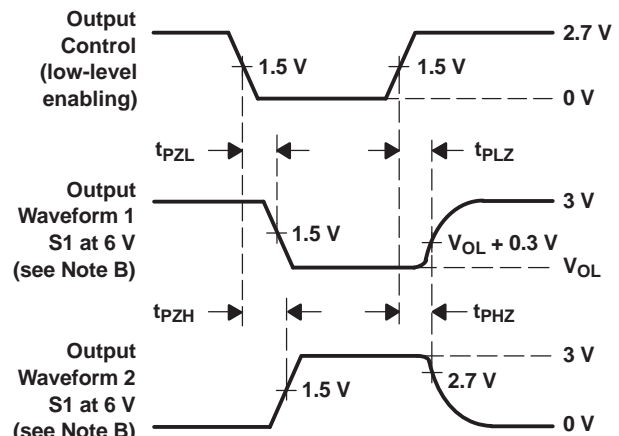 Output
Control
(low-level
enabling)
2.7 V
1.5 V
1.5 V
0 V
tPZL
tPLZ
Output
Waveform 1
S1 at 6 V
(see Note B)
3 V
1.5 V
VOL + 0.3 V
VOL
tPZH
tPHZ
Output
Waveform 2
S1 at 6 V
(see Note B)
3 V
1.5 V
2.7 V
0 V